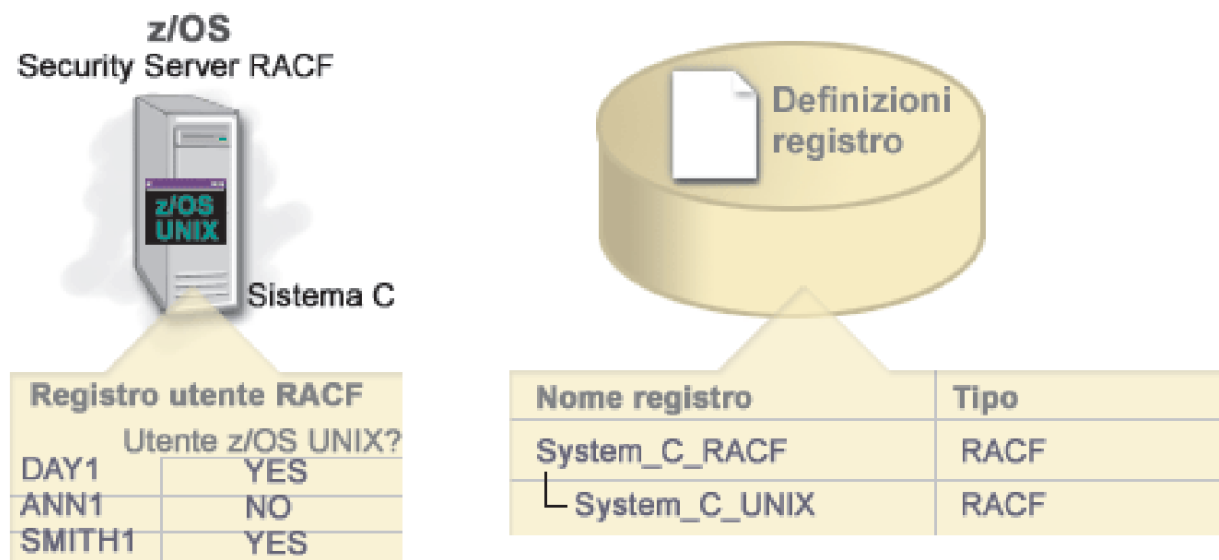 z/OS
Security Server RACF
z/OS
UNIX
Sistema C
Registro utente RACF
Utente z/OS UNIX?
DAY1 YES
ANN1 NO
SMITH1 YES
Definizioni
registro
Nome registro Tipo
System_C_RACF RACF
System_C_UNIX RACF